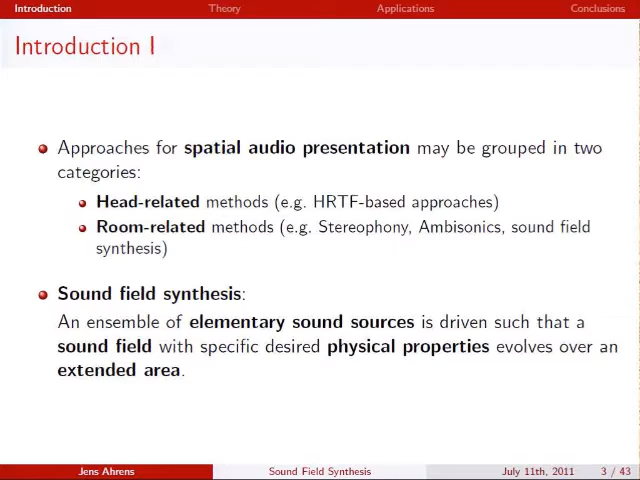 Introduction Theory Applications Conclusions
Introduction I
Approaches for spatial audio presentation may be grouped in two
categories:
Head-related methods (e.g. HRTF-based approaches)
Room-related methods (e.g. Stereophony, Ambisonics, sound field
synthesis)
Sound field synthesis:
An ensemble of elementary sound sources is driven such that a
sound field with specific desired physical properties evolves over an
extended area.
Jens Ahrens Sound Field Synthesis July 11th, 2011 3 / 43